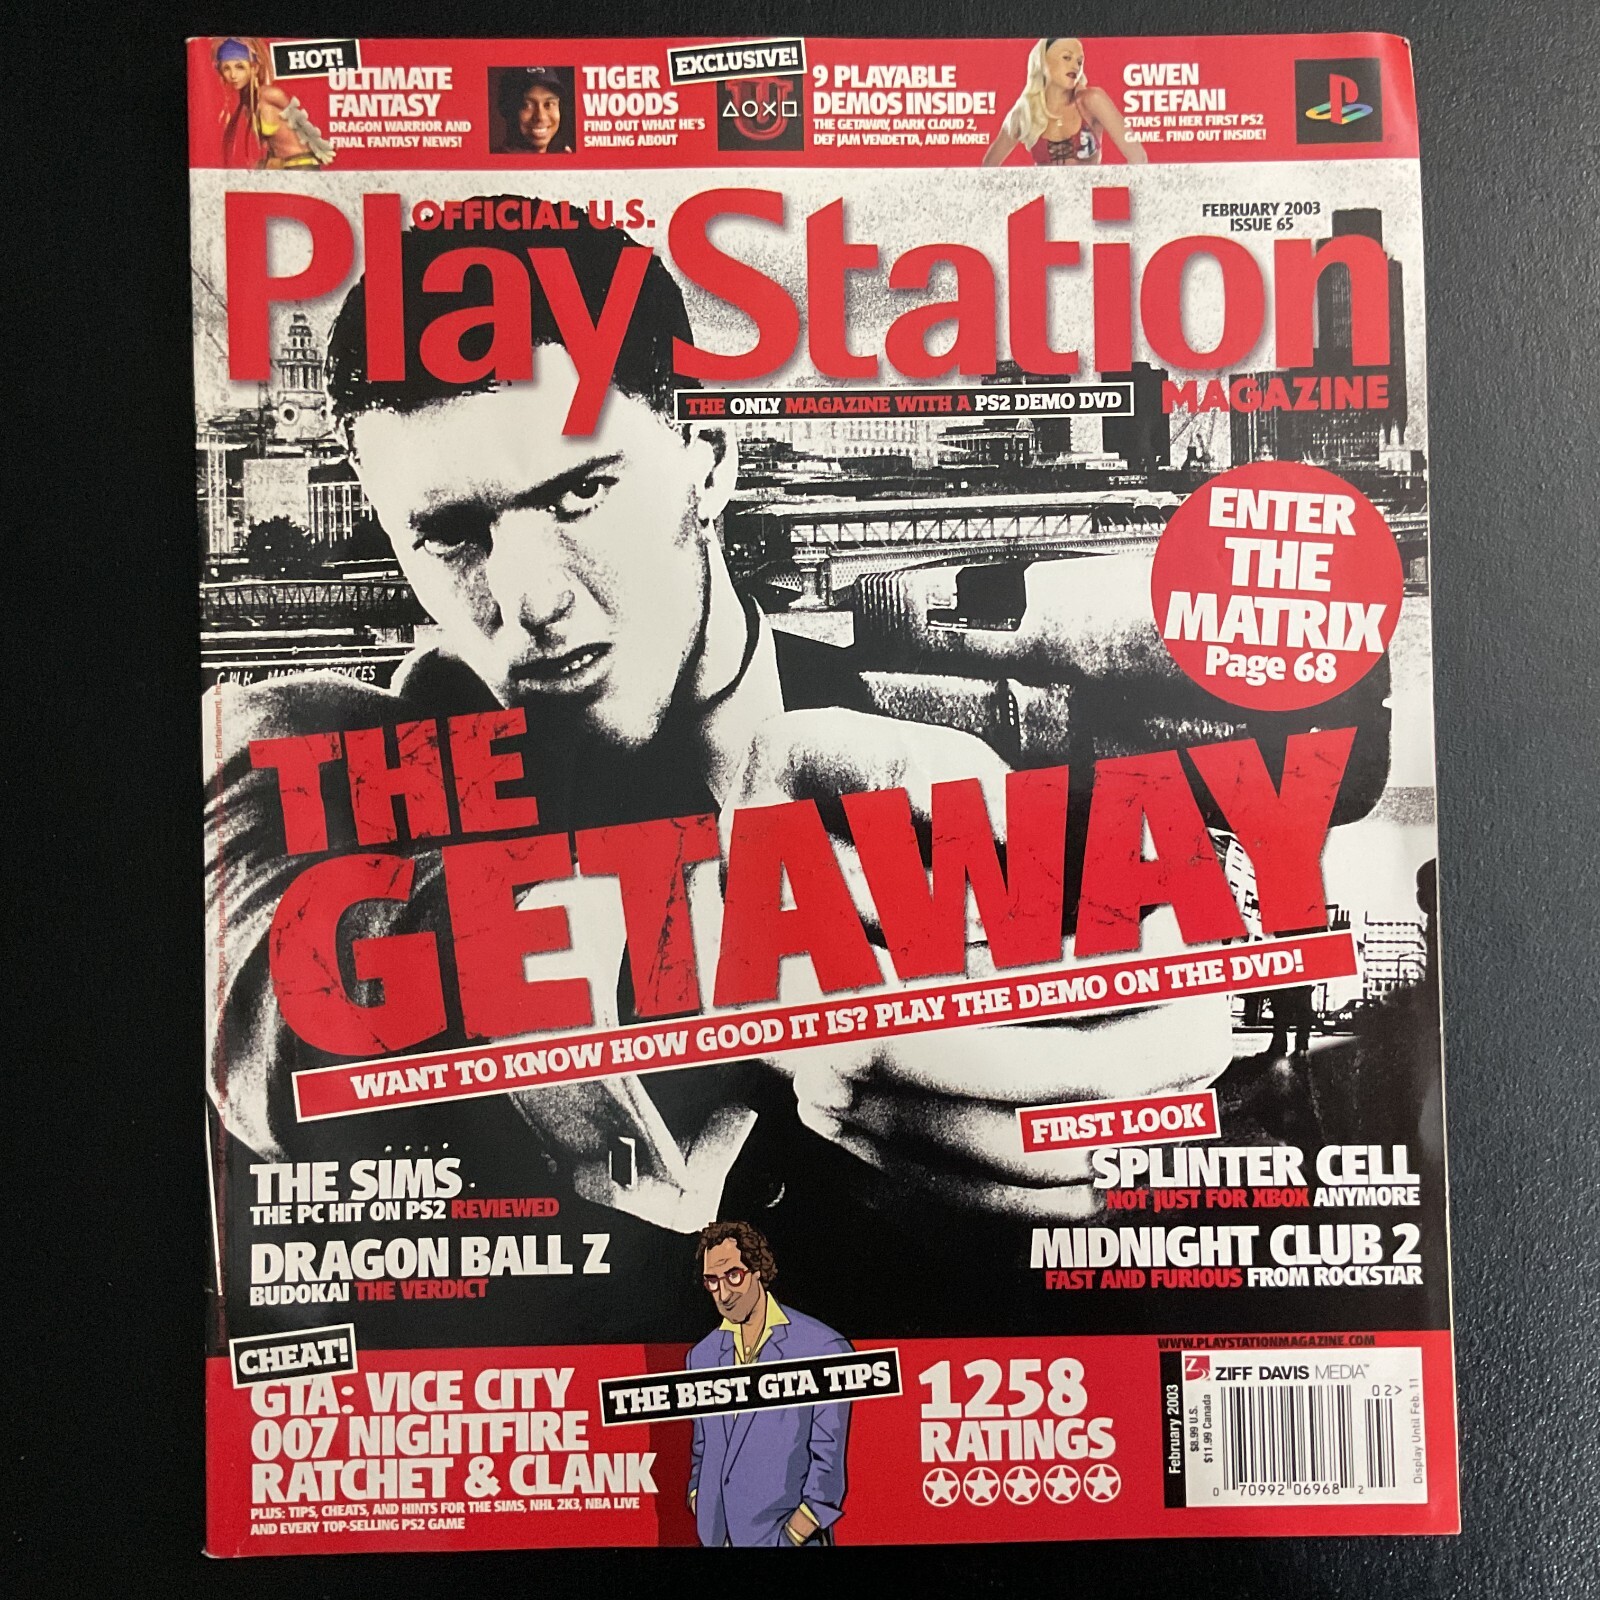 HOT!
ULTIMATE
FANTASY
DRAGON WARRIOR AND
FINAL FANTASY NEWS!
TIGER
WOODS
FIND OUT WHAT HE'S
SMILING ABOUT
EXCLUSIVE!
9 PLAYABLE
DEMOS INSIDE!
THE GETAWAY, DARK CLOUD 2,
DEF JAM VENDETTA, AND MORE!
GWEN
STEFANI
STARS IN HER FIRST PS2
GAME. FIND OUT INSIDE!
OFFICIAL U.S.
PlayStation
MAGAZINE
FEBRUARY 2003
ISSUE 65
THE ONLY MAGAZINE WITH A PS2 DEMO DVD
ENTER
THE
MATRIX
Page 68
THE
GETAWAY
WANT TO KNOW HOW GOOD IT IS? PLAY THE DEMO ON THE DVD!
THE SIMS
THE PC HIT ON PS2 REVIEWED
DRAGON BALL Z
BUDOKAI THE VERDICT
FIRST LOOK
SPLINTER CELL
NOT JUST FOR XBOX ANYMORE
MIDNIGHT CLUB 2
FAST AND FURIOUS FROM ROCKSTAR
CHEAT!
GTA: VICE CITY
007 NIGHTFIRE
RATCHET & CLANK
PLUS: TIPS, CHEATS, AND HINTS FOR THE SIMS, NHL 2K3, NBA LIVE
AND EVERY TOP-SELLING PS2 GAME
THE BEST GTA TIPS
1258
RATINGS
WWW.PLAYSTATIONMAGAZINE.COM
ZIFF DAVIS MEDIA™
February 2003
$8.99 U.S.
$11.99 Canada
02>
0 70992 06968 2
Display Until Feb. 11